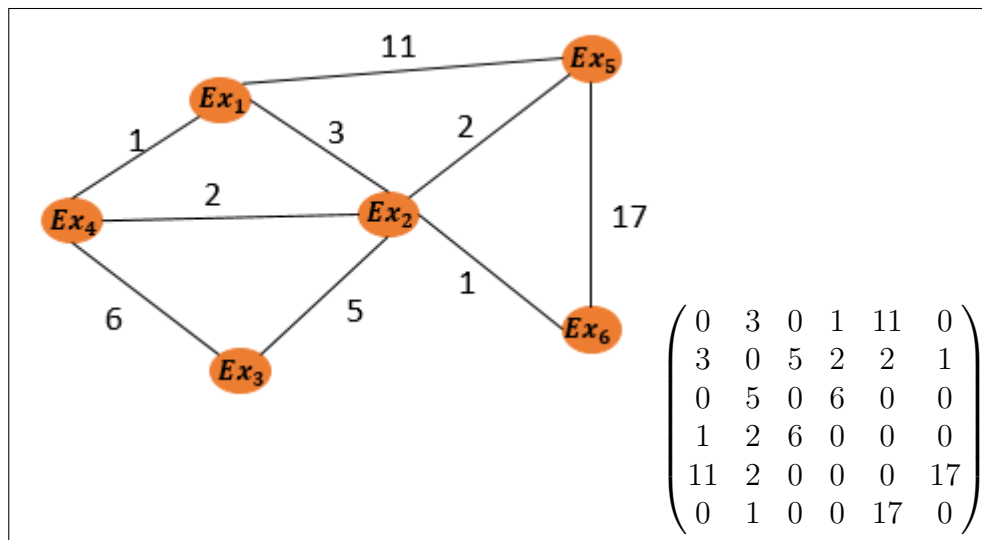 11
Ex₅
Ex₁
1
3
2
2
Ex₄
Ex₂
17
6
5
1
Ex₆
Ex₃
0 3 0 1 11 0
3 0 5 2 2 1
0 5 0 6 0 0
1 2 6 0 0 0
11 2 0 0 0 17
0 1 0 0 17 0